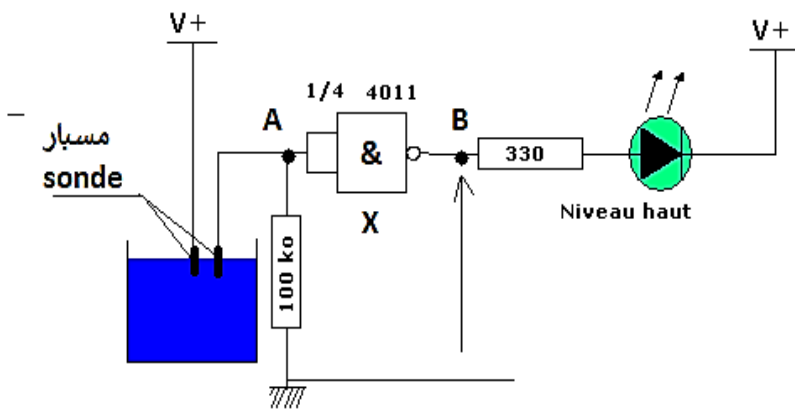 V+
V+
1/4 4011
مسبار
sonde
A
B
&
330
X
Niveau haut
100 ko